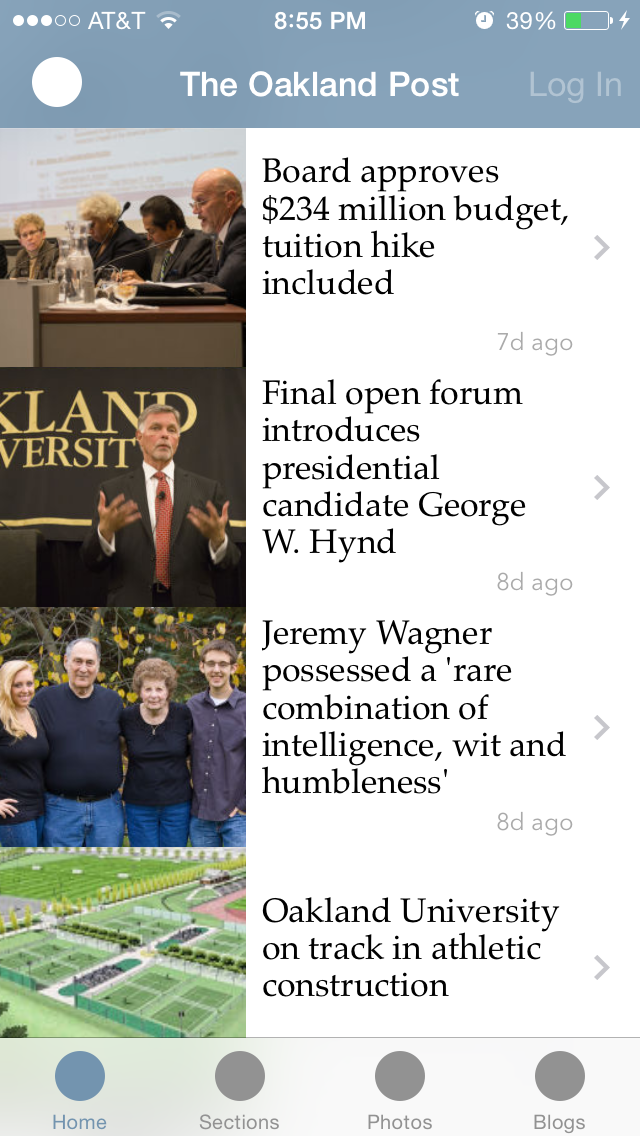 AT&T 8:55 PM 39%
The Oakland Post Log In
Board approves
$234 million budget,
tuition hike
included
7d ago
KLAND
VERSIT
Final open forum
introduces
presidential
candidate George
W. Hynd
8d ago
Jeremy Wagner
possessed a 'rare
combination of
intelligence, wit and
humbleness'
8d ago
Oakland University
on track in athletic
construction
Home Sections Photos Blogs